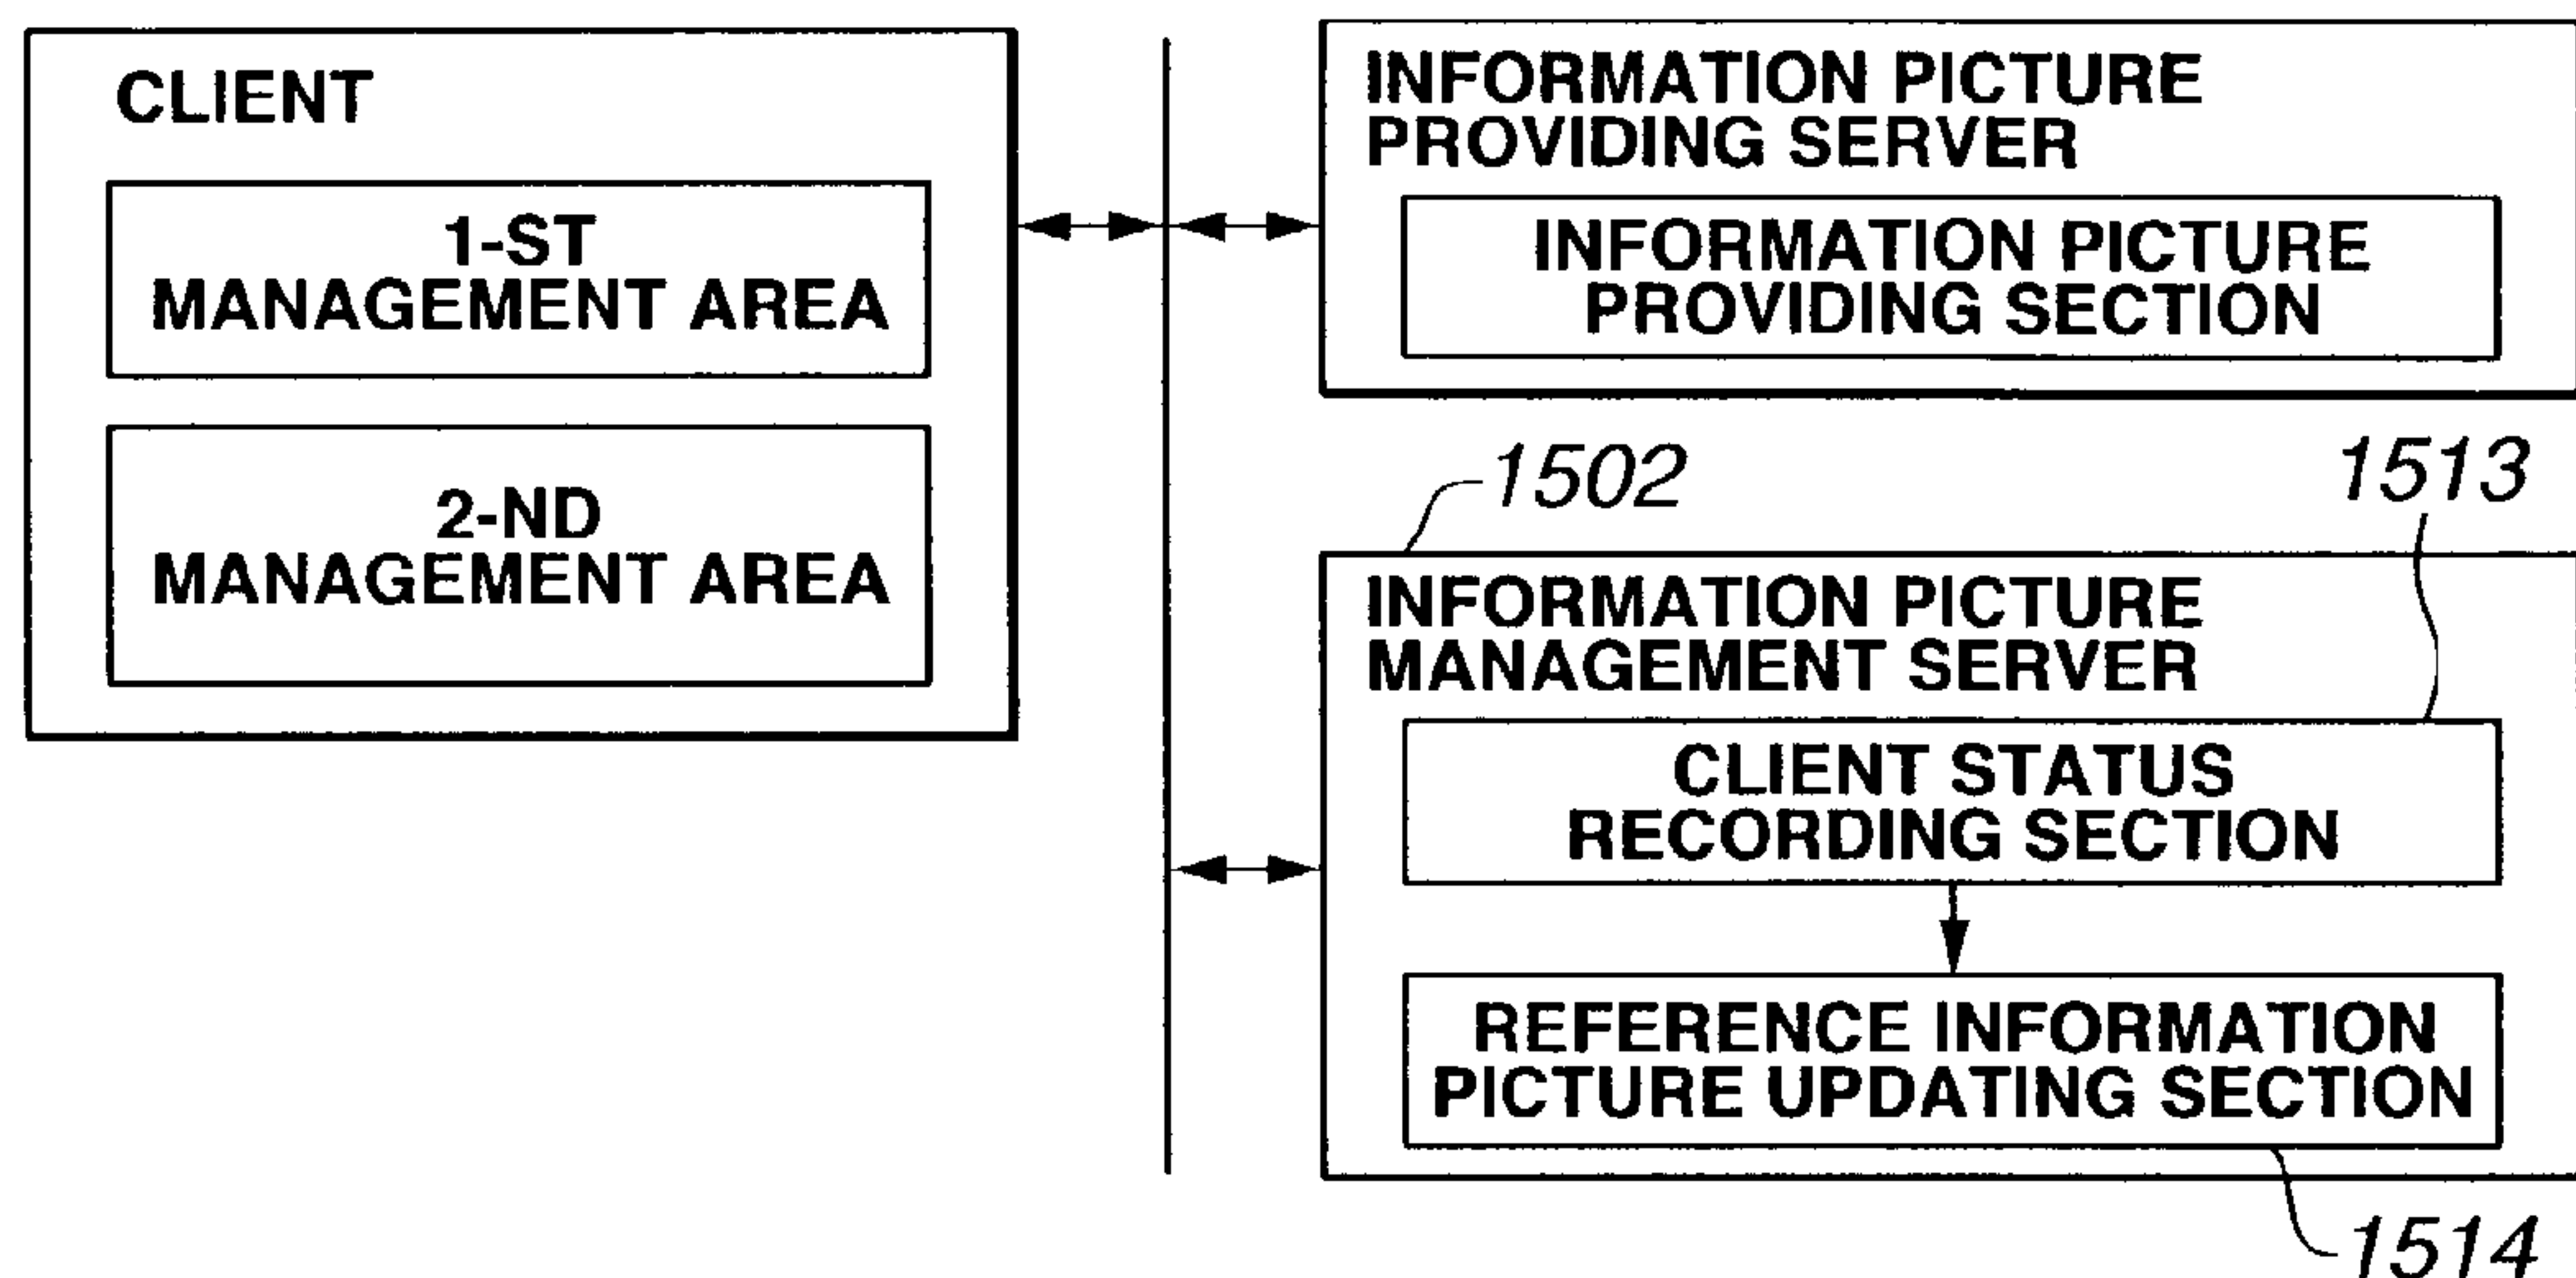 CLIENT
1-ST
MANAGEMENT AREA
2-ND
MANAGEMENT AREA
INFORMATION PICTURE
PROVIDING SERVER
INFORMATION PICTURE
PROVIDING SECTION
1502
1513
INFORMATION PICTURE
MANAGEMENT SERVER
CLIENT STATUS
RECORDING SECTION
REFERENCE INFORMATION
PICTURE UPDATING SECTION
1514